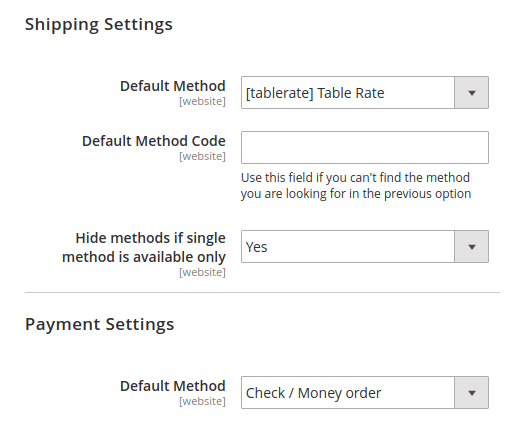 Shipping Settings
Default Method
[website]
[tablerate] Table Rate
Default Method Code
[website]
Use this field if you can't find the method
you are looking for in the previous option
Hide methods if single
method is available only
[website]
Yes
Payment Settings
Default Method
[website]
Check / Money order